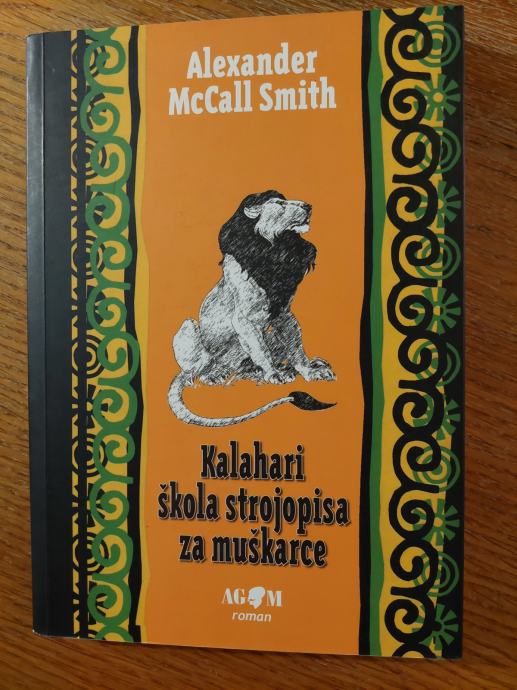 Alexander
McCall Smith
Kalahari
škola strojopisa
za muškarce
AGM
roman